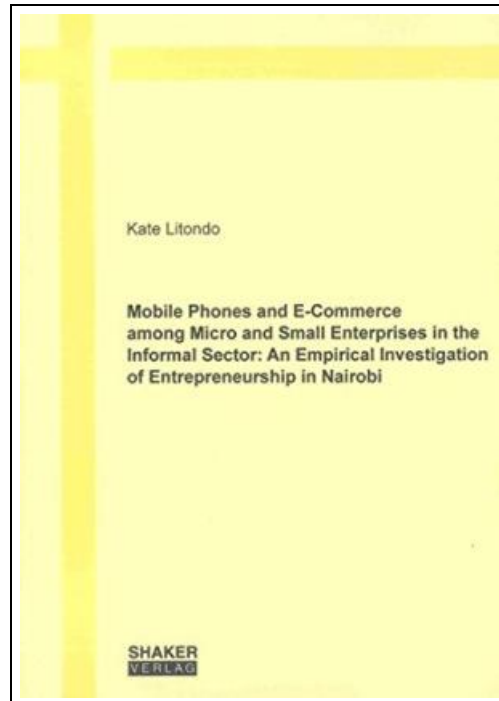 Kate Litondo
Mobile Phones and E-Commerce
among Micro and Small Enterprises in the
Informal Sector: An Empirical Investigation
of Entrepreneurship in Nairobi
SHAKER
VERLAG